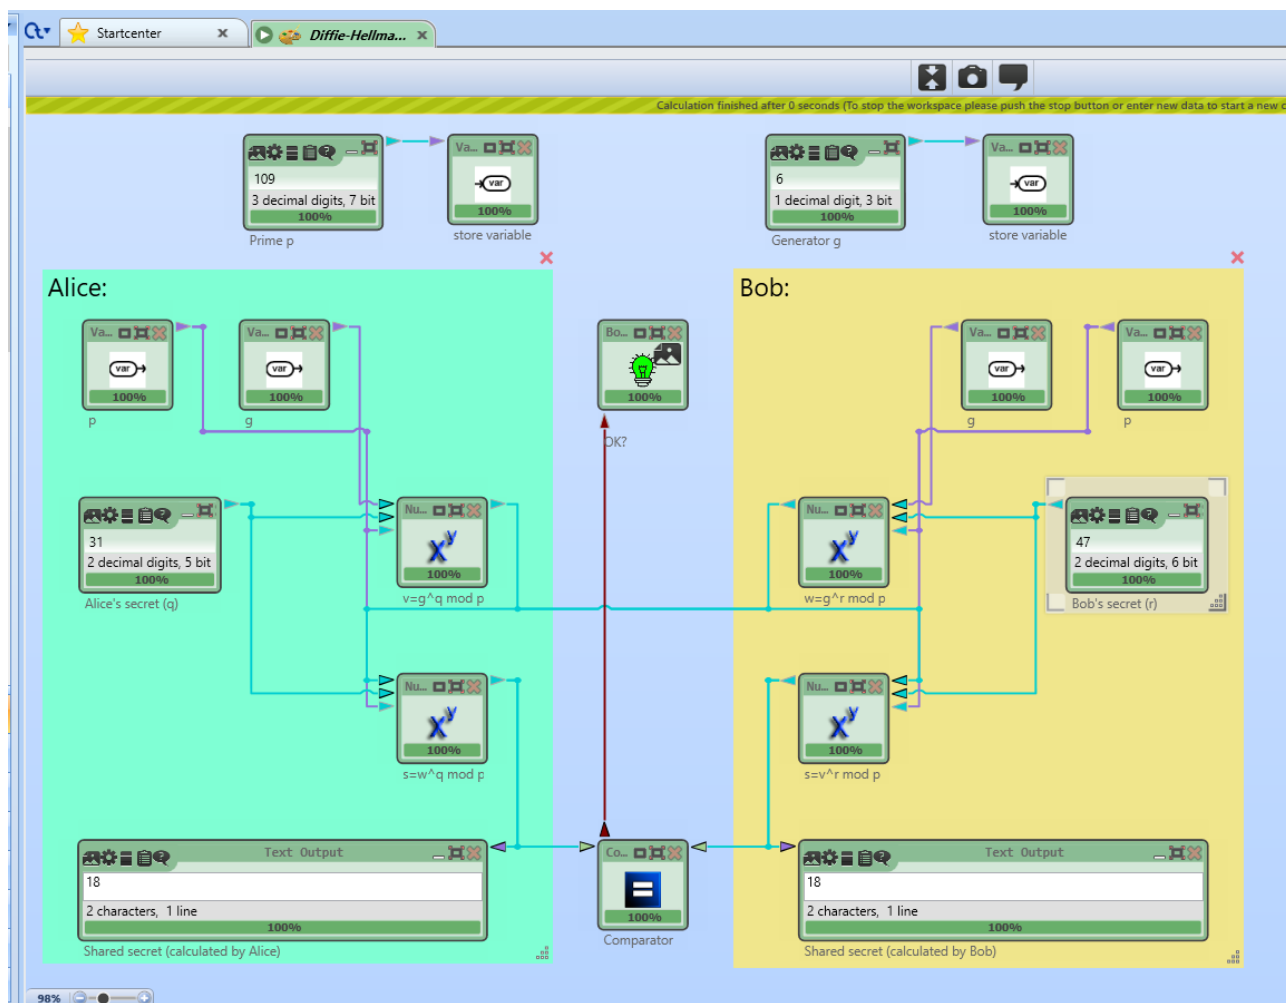 Startcenter
Diffie-Hellma...
Calculation finished after 0 seconds (To stop the workspace please push the stop button or enter new data to start a new c
109
3 decimal digits, 7 bit
100%
Prime p
Va...
var
100%
store variable
6
1 decimal digit, 3 bit
100%
Generator g
Va...
var
100%
store variable
Alice:
Bob:
Va...
var
100%
p
Va...
var
100%
g
Bo...
100%
OK?
Va...
var
100%
g
Va...
var
100%
p
31
2 decimal digits, 5 bit
100%
Alice's secret (q)
Nu...
x^y
100%
v=g^q mod p
Nu...
x^y
100%
w=g^r mod p
47
2 decimal digits, 6 bit
100%
Bob's secret (r)
Nu...
x^y
100%
s=w^q mod p
Nu...
x^y
100%
s=v^r mod p
Text Output
18
2 characters, 1 line
100%
Shared secret (calculated by Alice)
Co...
=
100%
Comparator
Text Output
18
2 characters, 1 line
100%
Shared secret (calculated by Bob)
98%